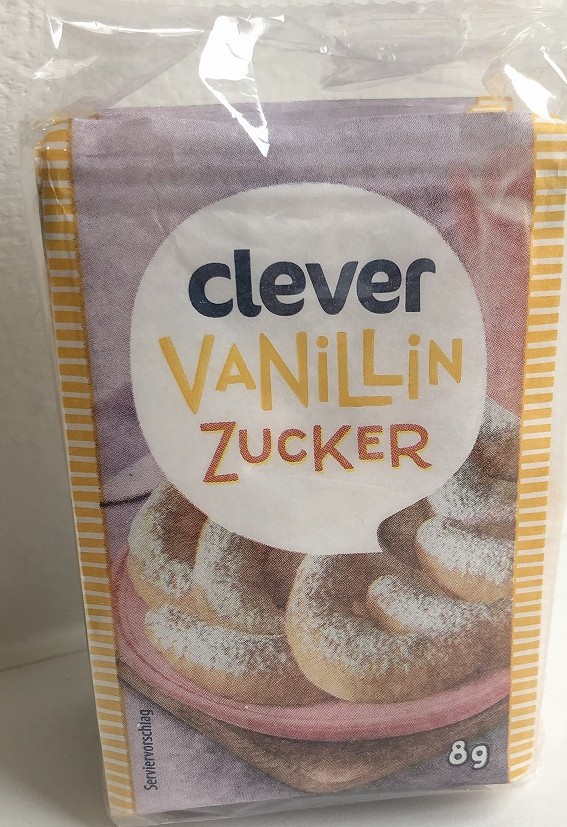 clever
VANiLLiN
ZUCKER
Serviervorschlag
8g